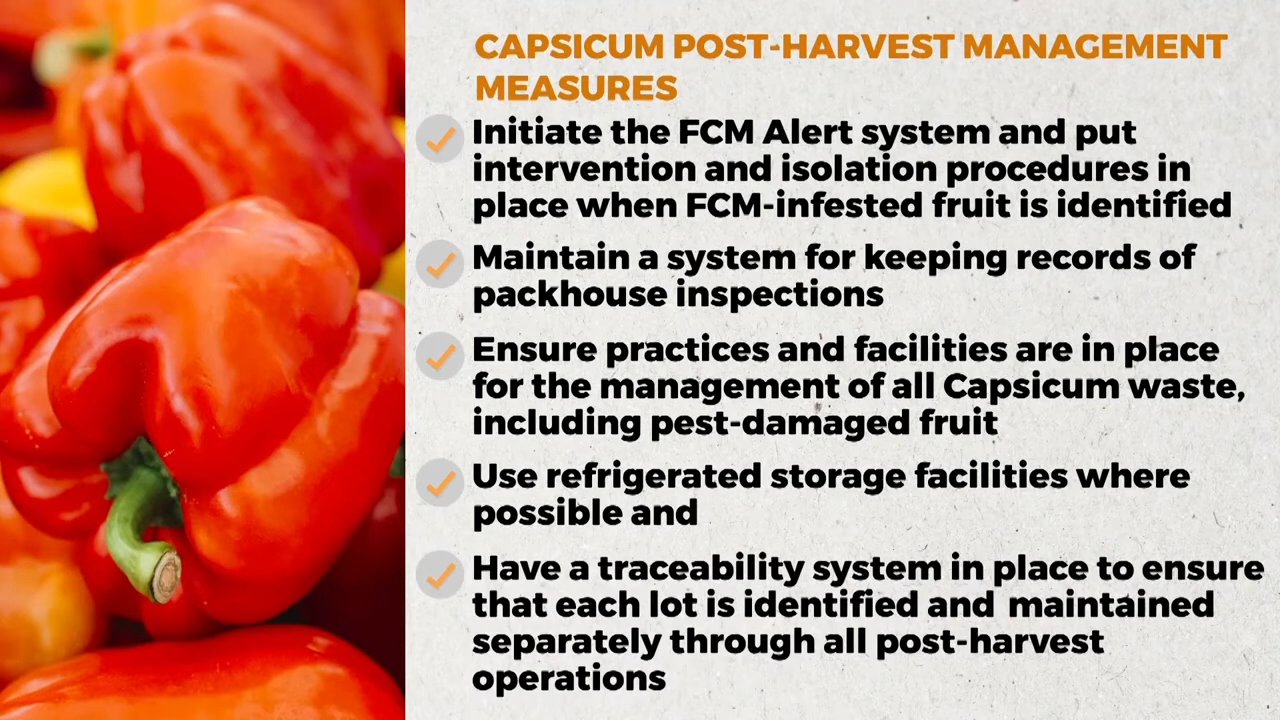 CAPSICUM POST-HARVEST MANAGEMENT
MEASURES
Initiate the FCM Alert system and put
intervention and isolation procedures in
place when FCM-infested fruit is identified
Maintain a system for keeping records of
packhouse inspections
Ensure practices and facilities are in place
for the management of all Capsicum waste,
including pest-damaged fruit
Use refrigerated storage facilities where
possible and
Have a traceability system in place to ensure
that each lot is identified and maintained
separately through all post-harvest
operations